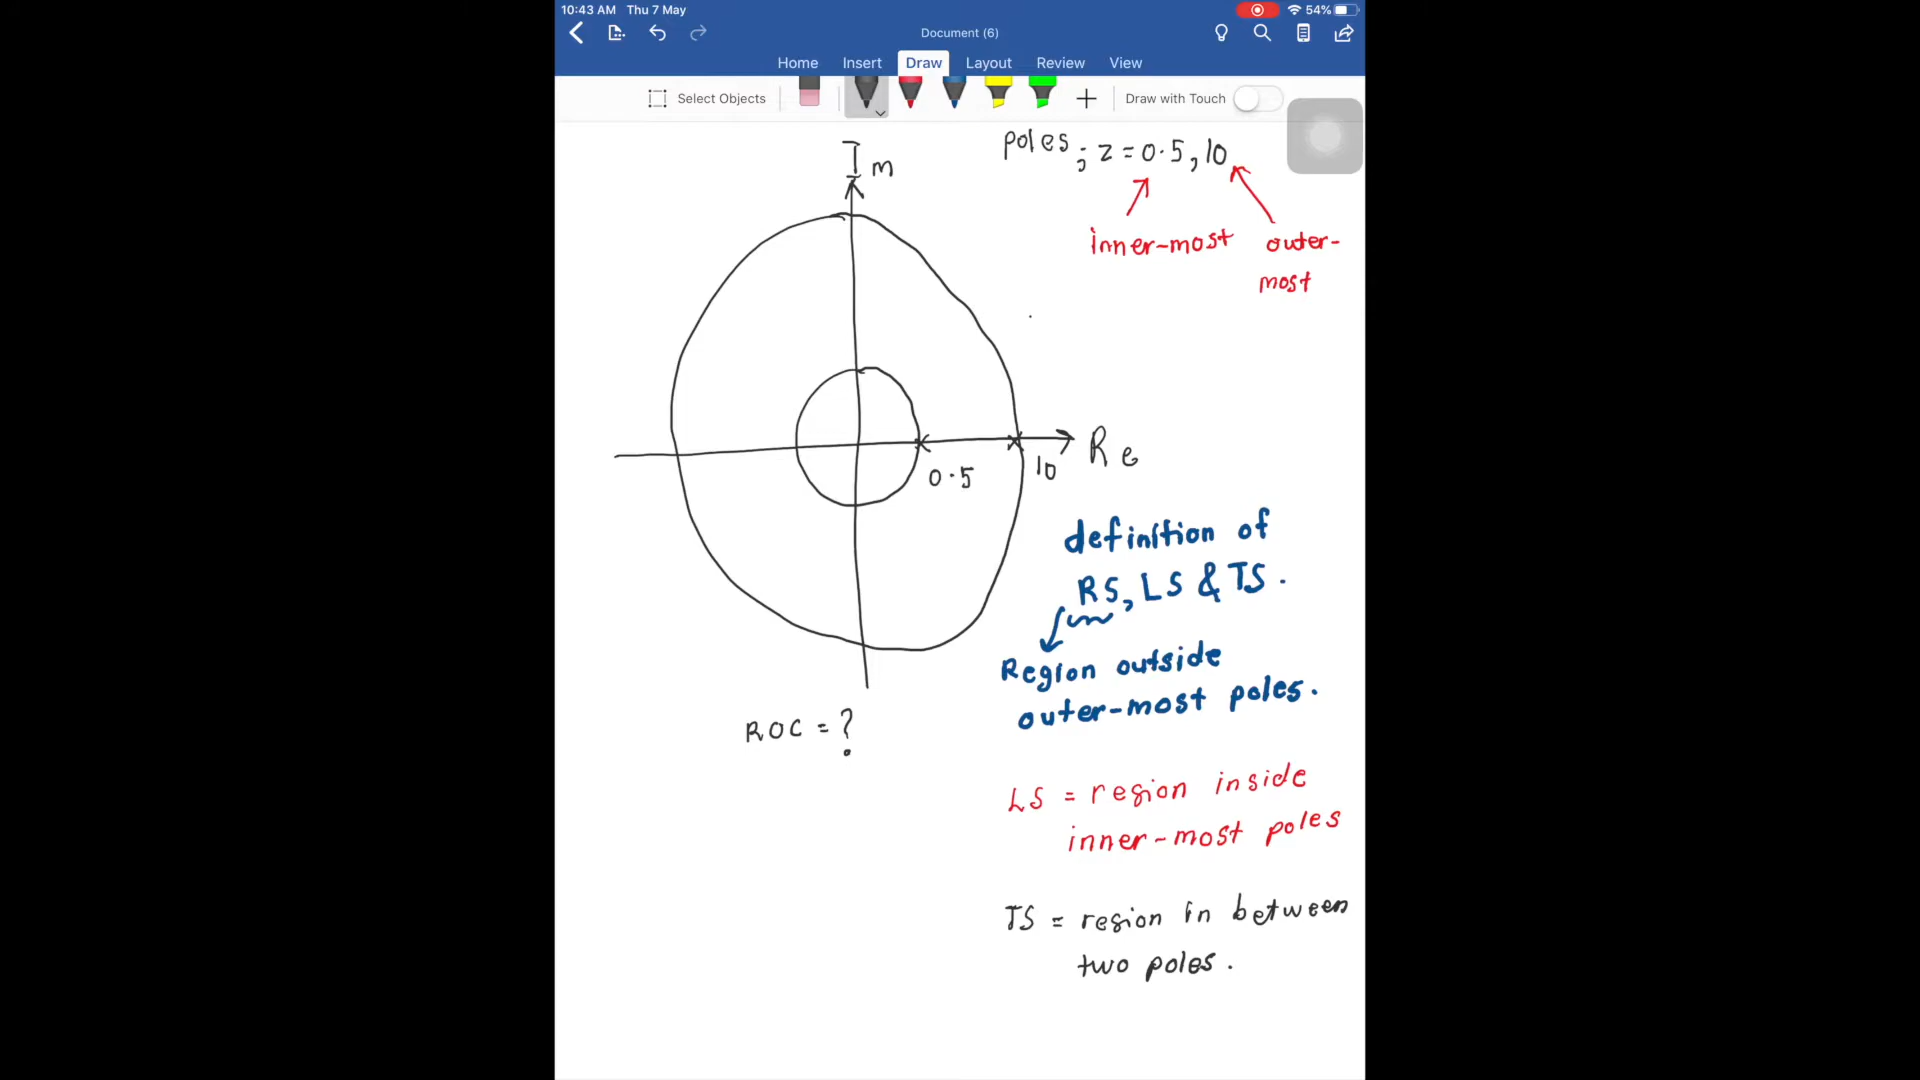 10:43 AM Thu 7 May
54%
Document (6)
Home Insert Draw Layout Review View
Select Objects
Draw with Touch
Im
poles ; z = 0.5, 10
inner-most outer-
most
Re
0.5 10
definition of
RS, LS & TS.
Region outside
outer-most poles.
ROC = ?
LS = region inside
inner-most poles
TS = region in between
two poles.